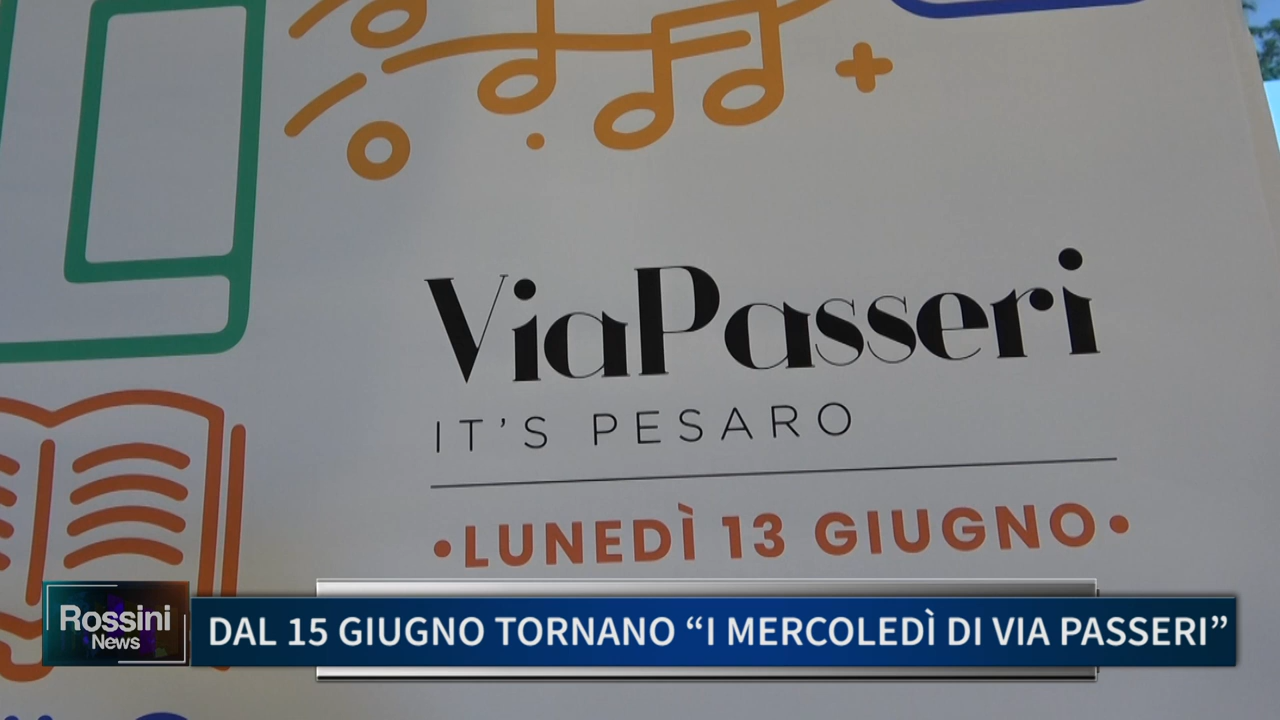 ViaPasseri
IT'S PESARO
•LUNEDÌ 13 GIUGNO•
Rossini
News
DAL 15 GIUGNO TORNANO “I MERCOLEDÌ DI VIA PASSERI”